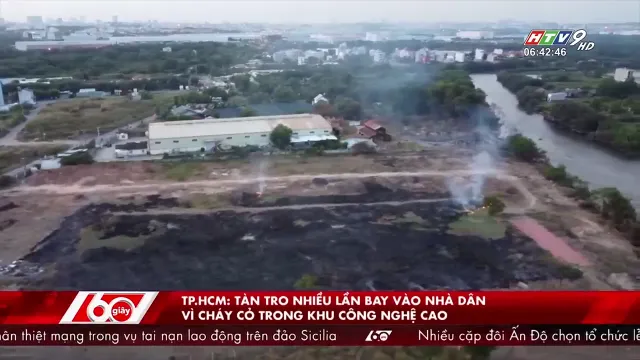 HTV9 HD
06:42:46
60 giây
TP.HCM: TÀN TRO NHIỀU LẦN BAY VÀO NHÀ DÂN
VÌ CHÁY CỎ TRONG KHU CÔNG NGHỆ CAO
thiệt mạng trong vụ tai nạn lao động trên đảo Sicilia 60 giây Nhiều cặp đôi Ấn Độ chọn tổ chức